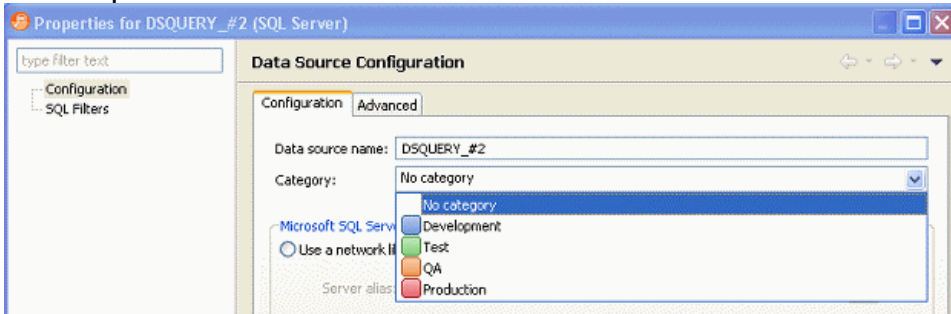 Properties for DSQUERY_#2 (SQL Server)
type filter text
Configuration
SQL Filters
Data Source Configuration
Configuration
Advanced
Data source name:
DSQUERY_#2
Category:
No category
No category
Development
Test
QA
Production
Microsoft SQL Serv
Use a network li
Server alias: